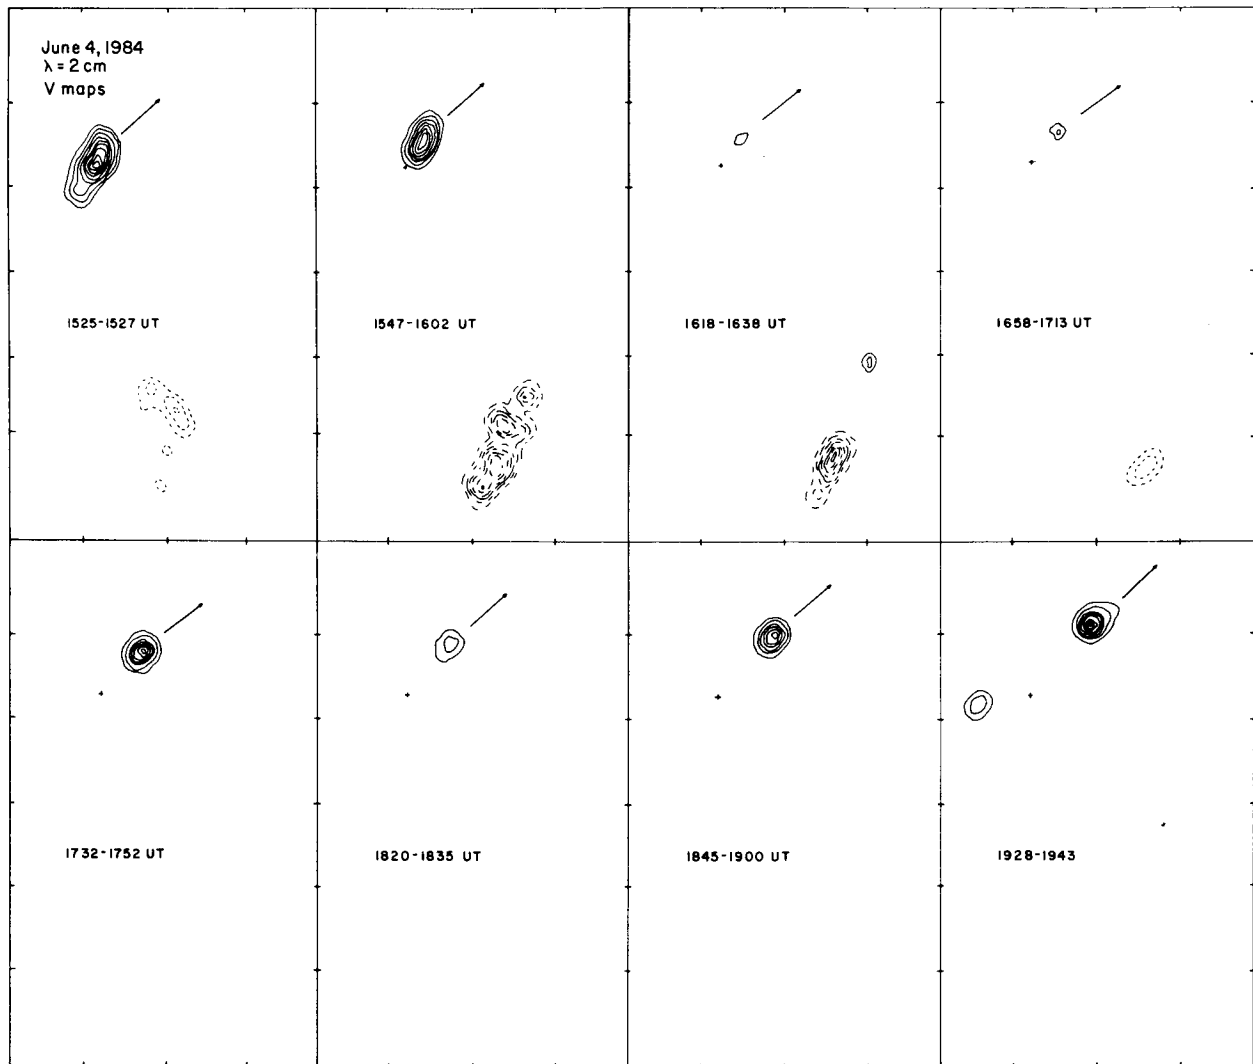 June 4, 1984
λ = 2 cm
V maps
1525-1527 UT
1547-1602 UT
1618-1638 UT
1658-1713 UT
1732-1752 UT
1820-1835 UT
1845-1900 UT
1928-1943